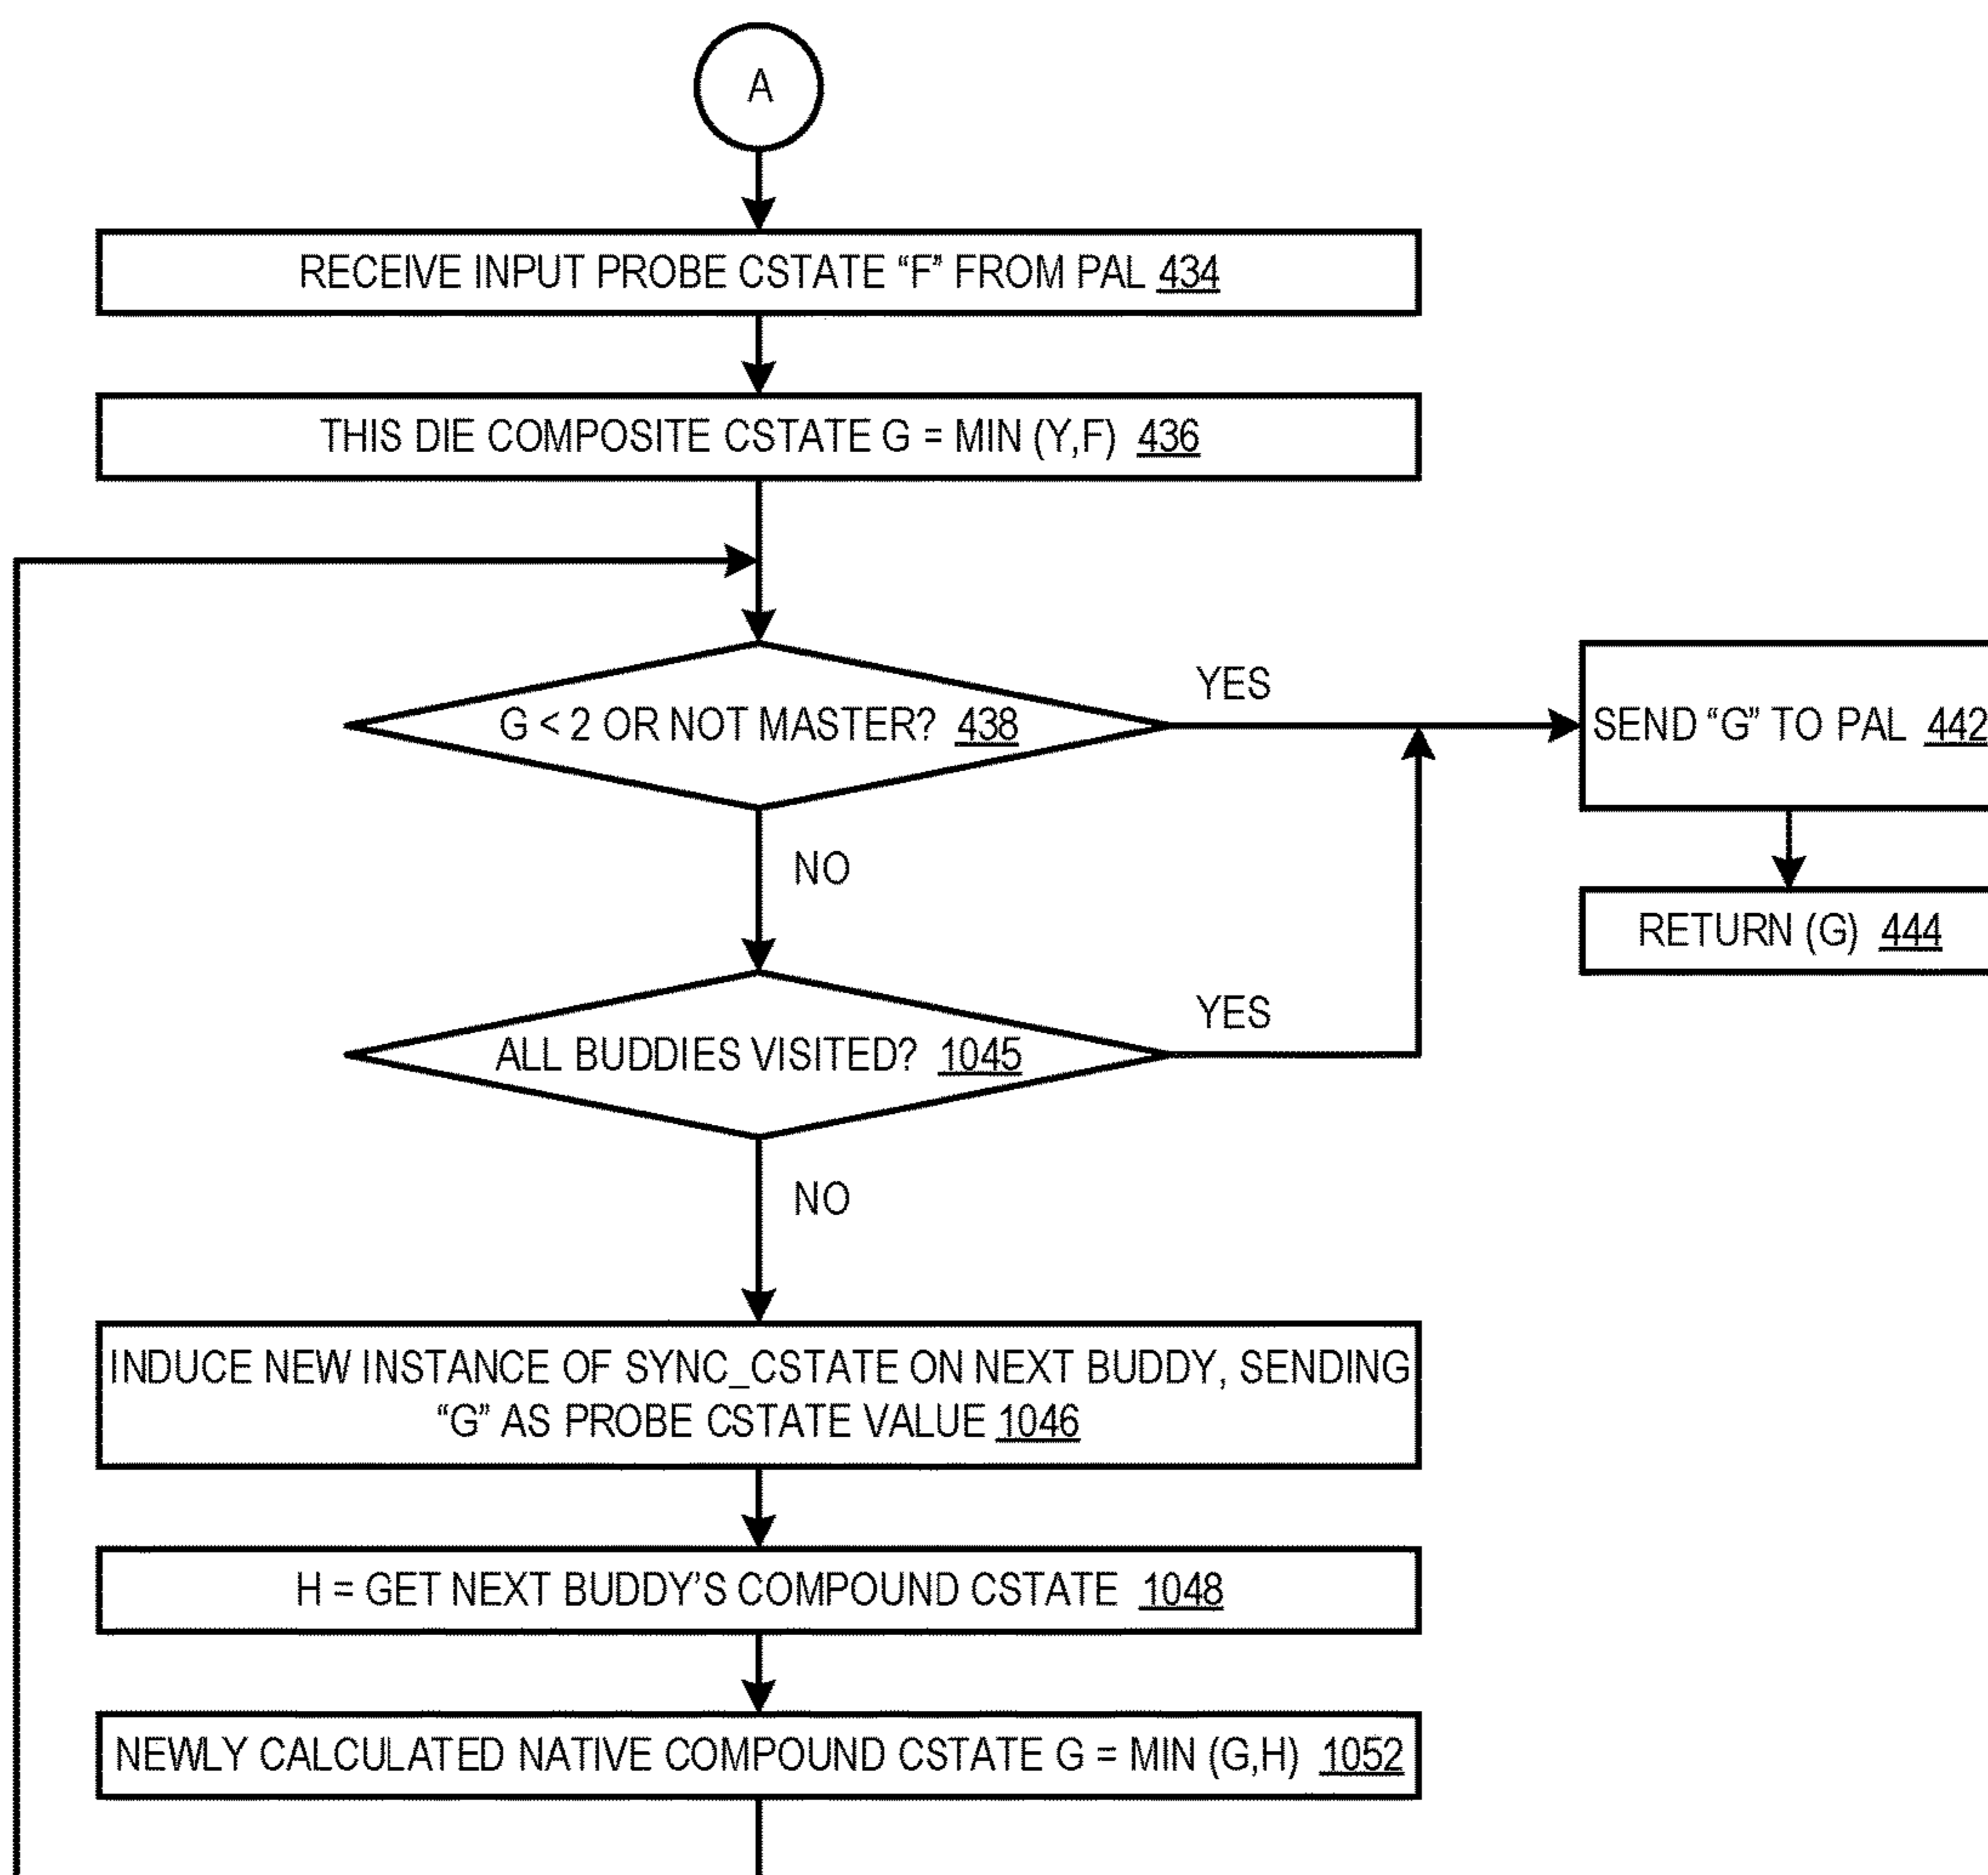 A
RECEIVE INPUT PROBE CSTATE “F” FROM PAL 434
THIS DIE COMPOSITE CSTATE G = MIN (Y,F) 436
G < 2 OR NOT MASTER? 438
YES
SEND “G” TO PAL 442
NO
RETURN (G) 444
ALL BUDDIES VISITED? 1045
YES
NO
INDUCE NEW INSTANCE OF SYNC_CSTATE ON NEXT BUDDY, SENDING
“G” AS PROBE CSTATE VALUE 1046
H = GET NEXT BUDDY’S COMPOUND CSTATE 1048
NEWLY CALCULATED NATIVE COMPOUND CSTATE G = MIN (G,H) 1052